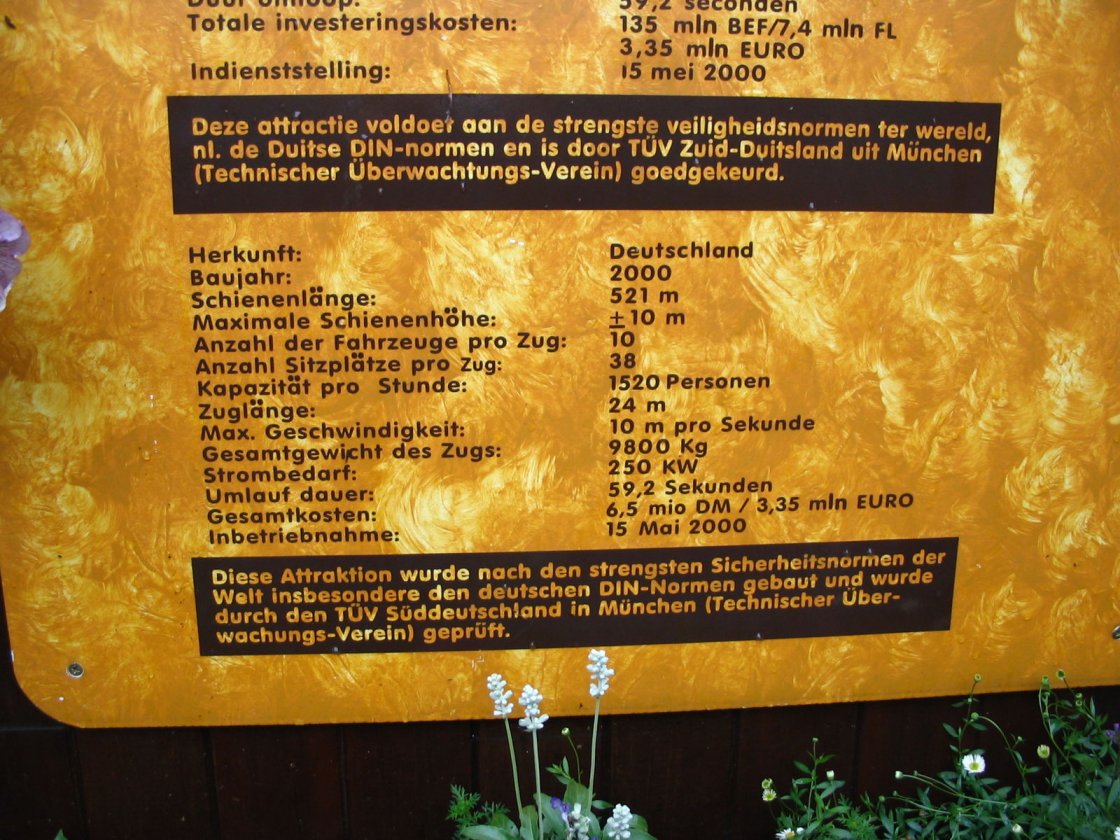 Duur omloop: 59,2 seconden
Totale investeringskosten: 135 mln BEF/7,4 mln FL
3,35 mln EURO
Indienststelling: 15 mei 2000
Deze attractie voldoet aan de strengste veiligheidsnormen ter wereld,
nl. de Duitse DIN-normen en is door TÜV Zuid-Duitsland uit München
(Technischer Überwachtungs-Verein) goedgekeurd.
Herkunft: Deutschland
Baujahr: 2000
Schienenlänge: 521 m
Maximale Schienenhöhe: ±10 m
Anzahl der Fahrzeuge pro Zug: 10
Anzahl Sitzplätze pro Zug: 38
Kapazität pro Stunde: 1520 Personen
Zuglänge: 24 m
Max. Geschwindigkeit: 10 m pro Sekunde
Gesamtgewicht des Zugs: 9800 Kg
Strombedarf: 250 KW
Umlauf dauer: 59,2 Sekunden
Gesamtkosten: 6,5 mio DM / 3,35 mln EURO
Inbetriebnahme: 15 Mai 2000
Diese Attraktion wurde nach den strengsten Sicherheitsnormen der
Welt insbesondere den deutschen DIN-Normen gebaut und wurde
durch den TÜV Süddeutschland in München (Technischer Über-
wachungs-Verein) geprüft.